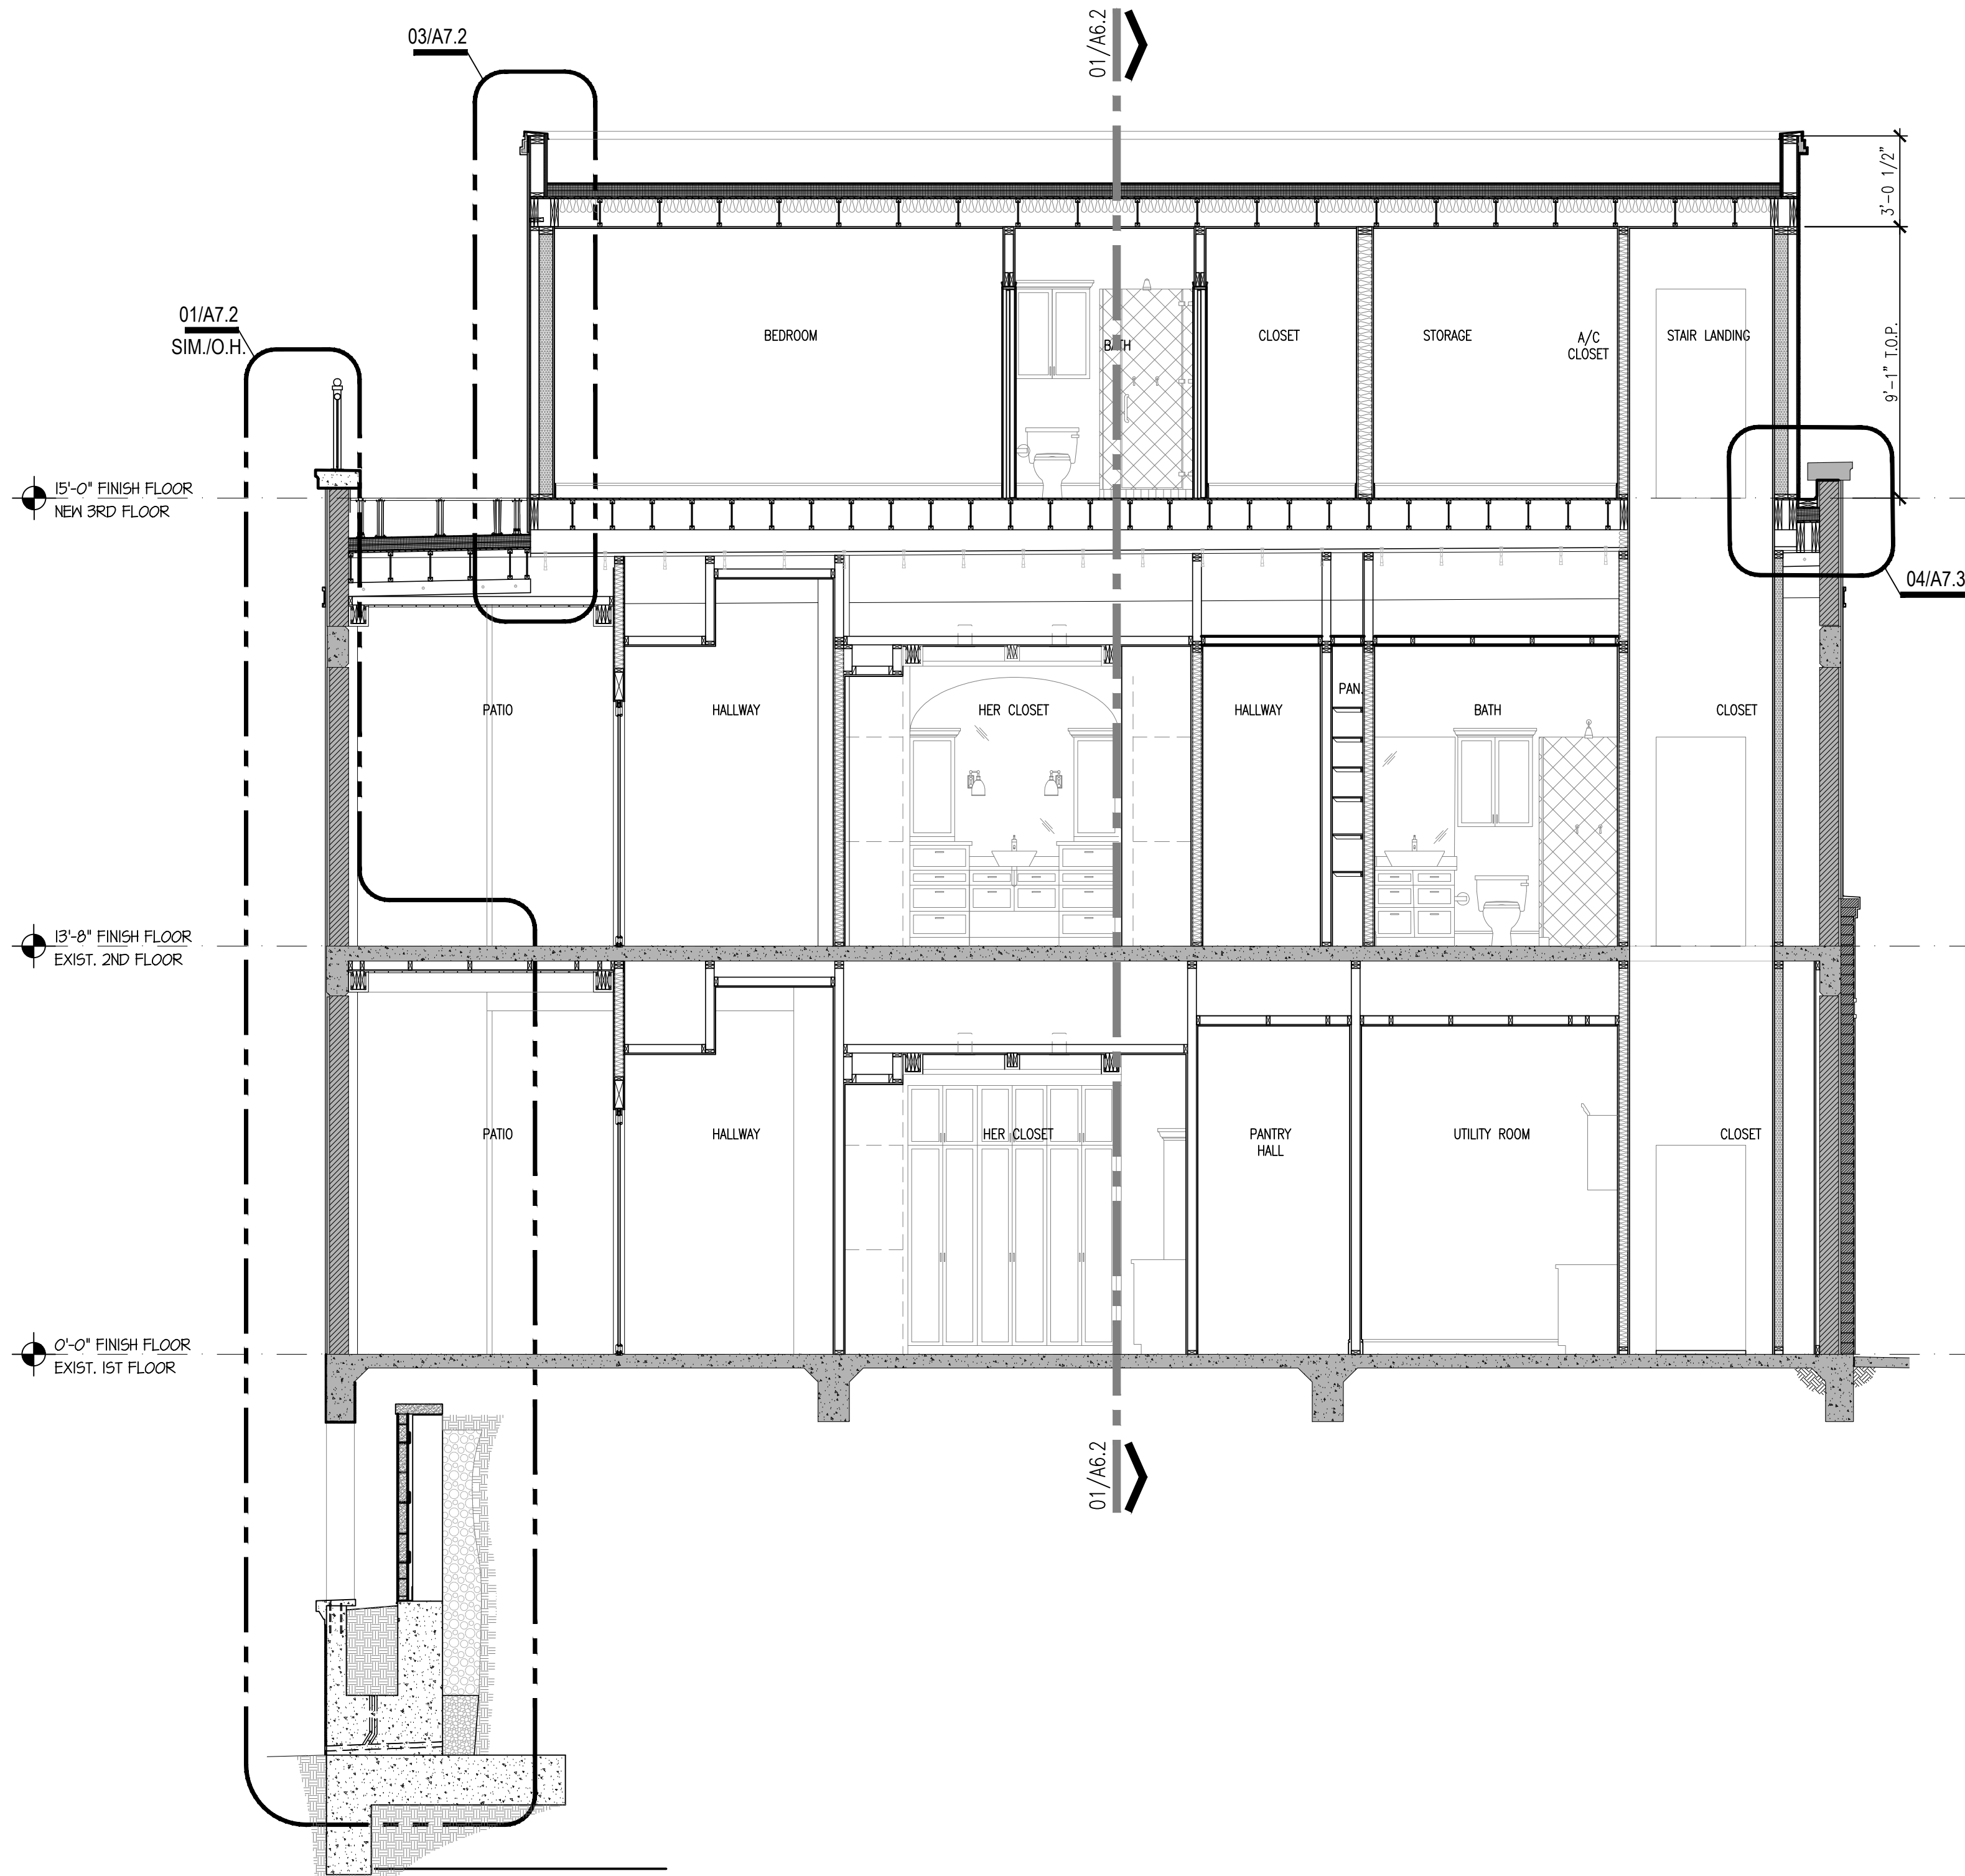 03/A7.2
01/A6.2
3'-0 1/2"
01/A7.2
SIM./O.H.
BEDROOM
BATH
CLOSET
STORAGE
A/C
CLOSET
STAIR LANDING
9'-1" T.O.P.
15'-0" FINISH FLOOR
NEW 3RD FLOOR
04/A7.3
PATIO
HALLWAY
HER CLOSET
HALLWAY
PAN.
BATH
CLOSET
13'-8" FINISH FLOOR
EXIST. 2ND FLOOR
PATIO
HALLWAY
HER CLOSET
PANTRY
HALL
UTILITY ROOM
CLOSET
0'-0" FINISH FLOOR
EXIST. 1ST FLOOR
01/A6.2